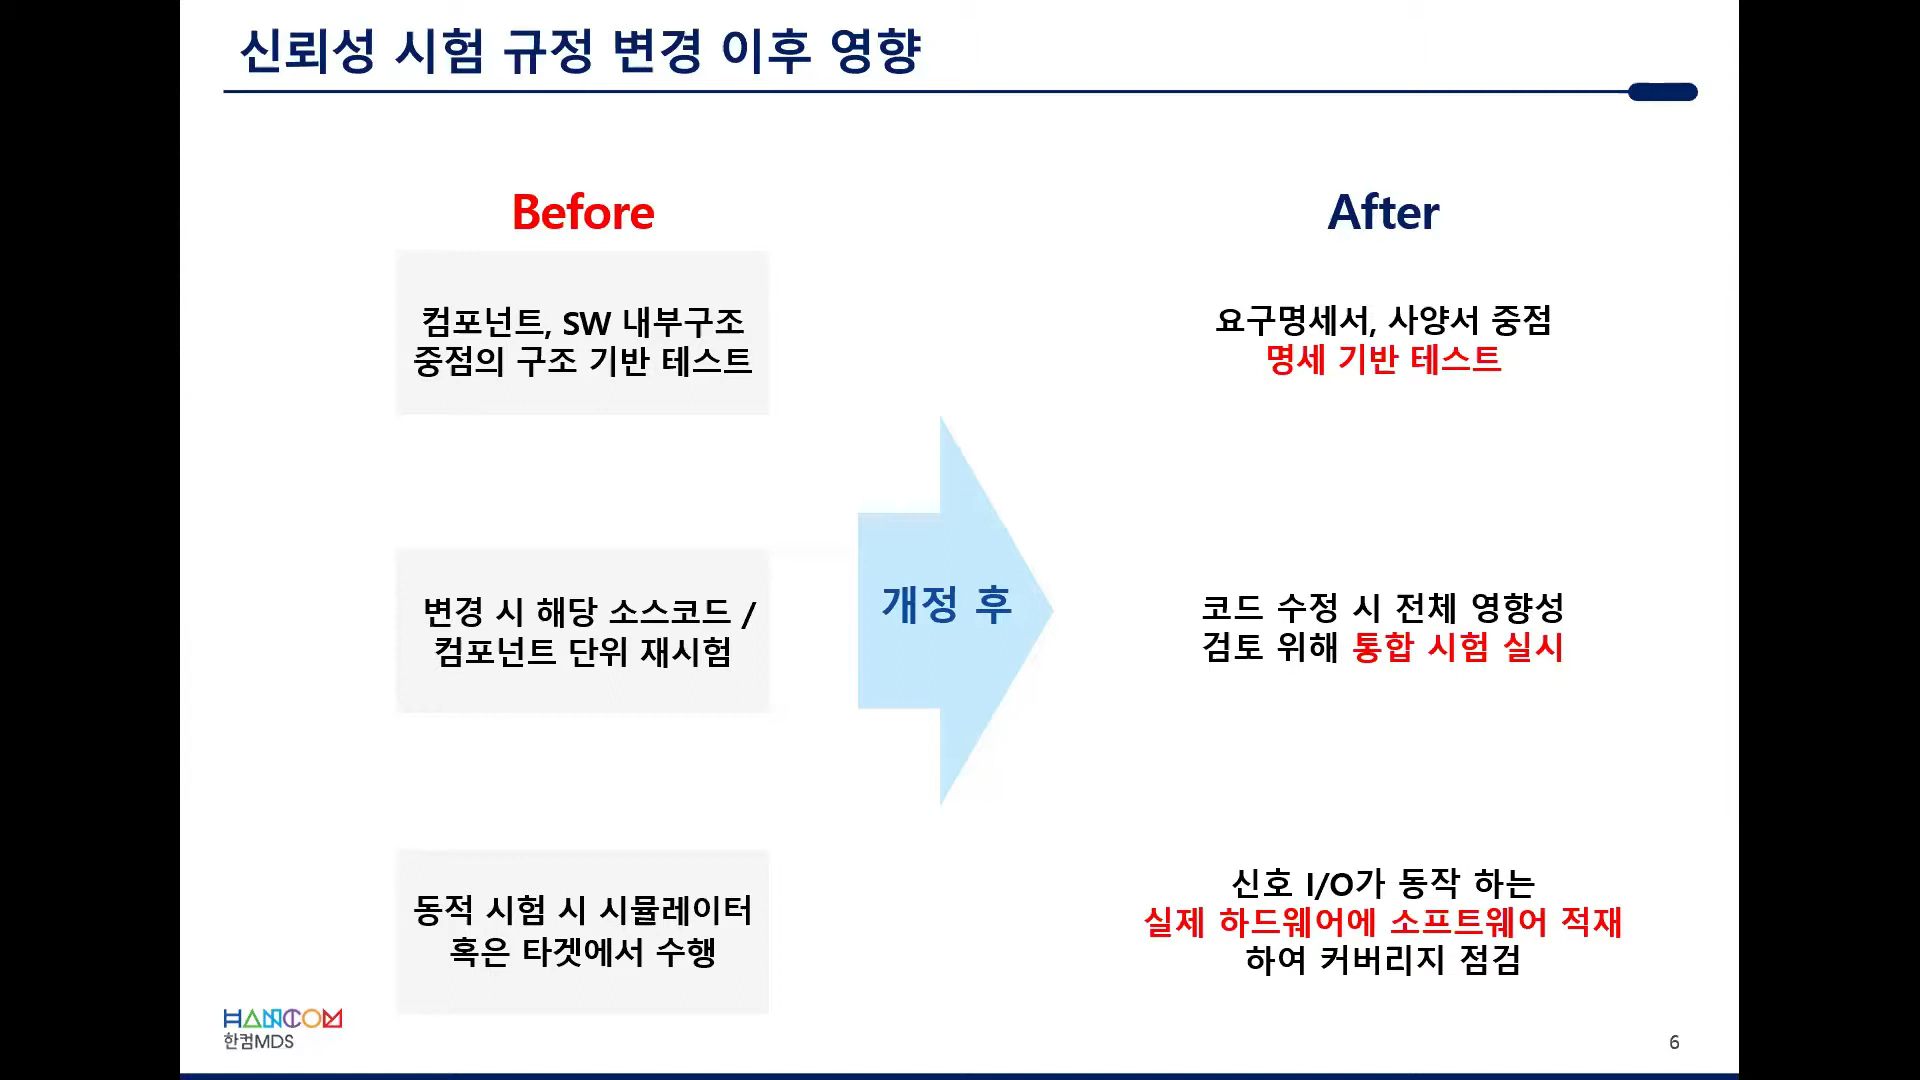 신뢰성 시험 규정 변경 이후 영향
Before
컴포넌트, SW 내부구조
중점의 구조 기반 테스트
변경 시 해당 소스코드 /
컴포넌트 단위 재시험
동적 시험 시 시뮬레이터
혹은 타겟에서 수행
개정 후
After
요구명세서, 사양서 중점
명세 기반 테스트
코드 수정 시 전체 영향성
검토 위해 통합 시험 실시
신호 I/O가 동작 하는
실제 하드웨어에 소프트웨어 적재
하여 커버리지 점검
HANCOM
한컴MDS
6